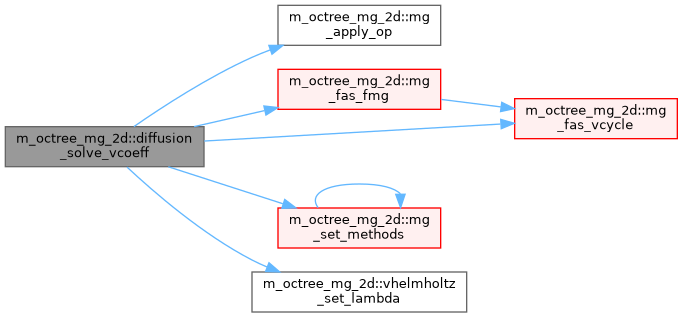 m_octree_mg_2d::diffusion
_solve_vcoeff
m_octree_mg_2d::mg
_apply_op
m_octree_mg_2d::mg
_fas_fmg
m_octree_mg_2d::mg
_fas_vcycle
m_octree_mg_2d::mg
_set_methods
m_octree_mg_2d::vhelmholtz
_set_lambda